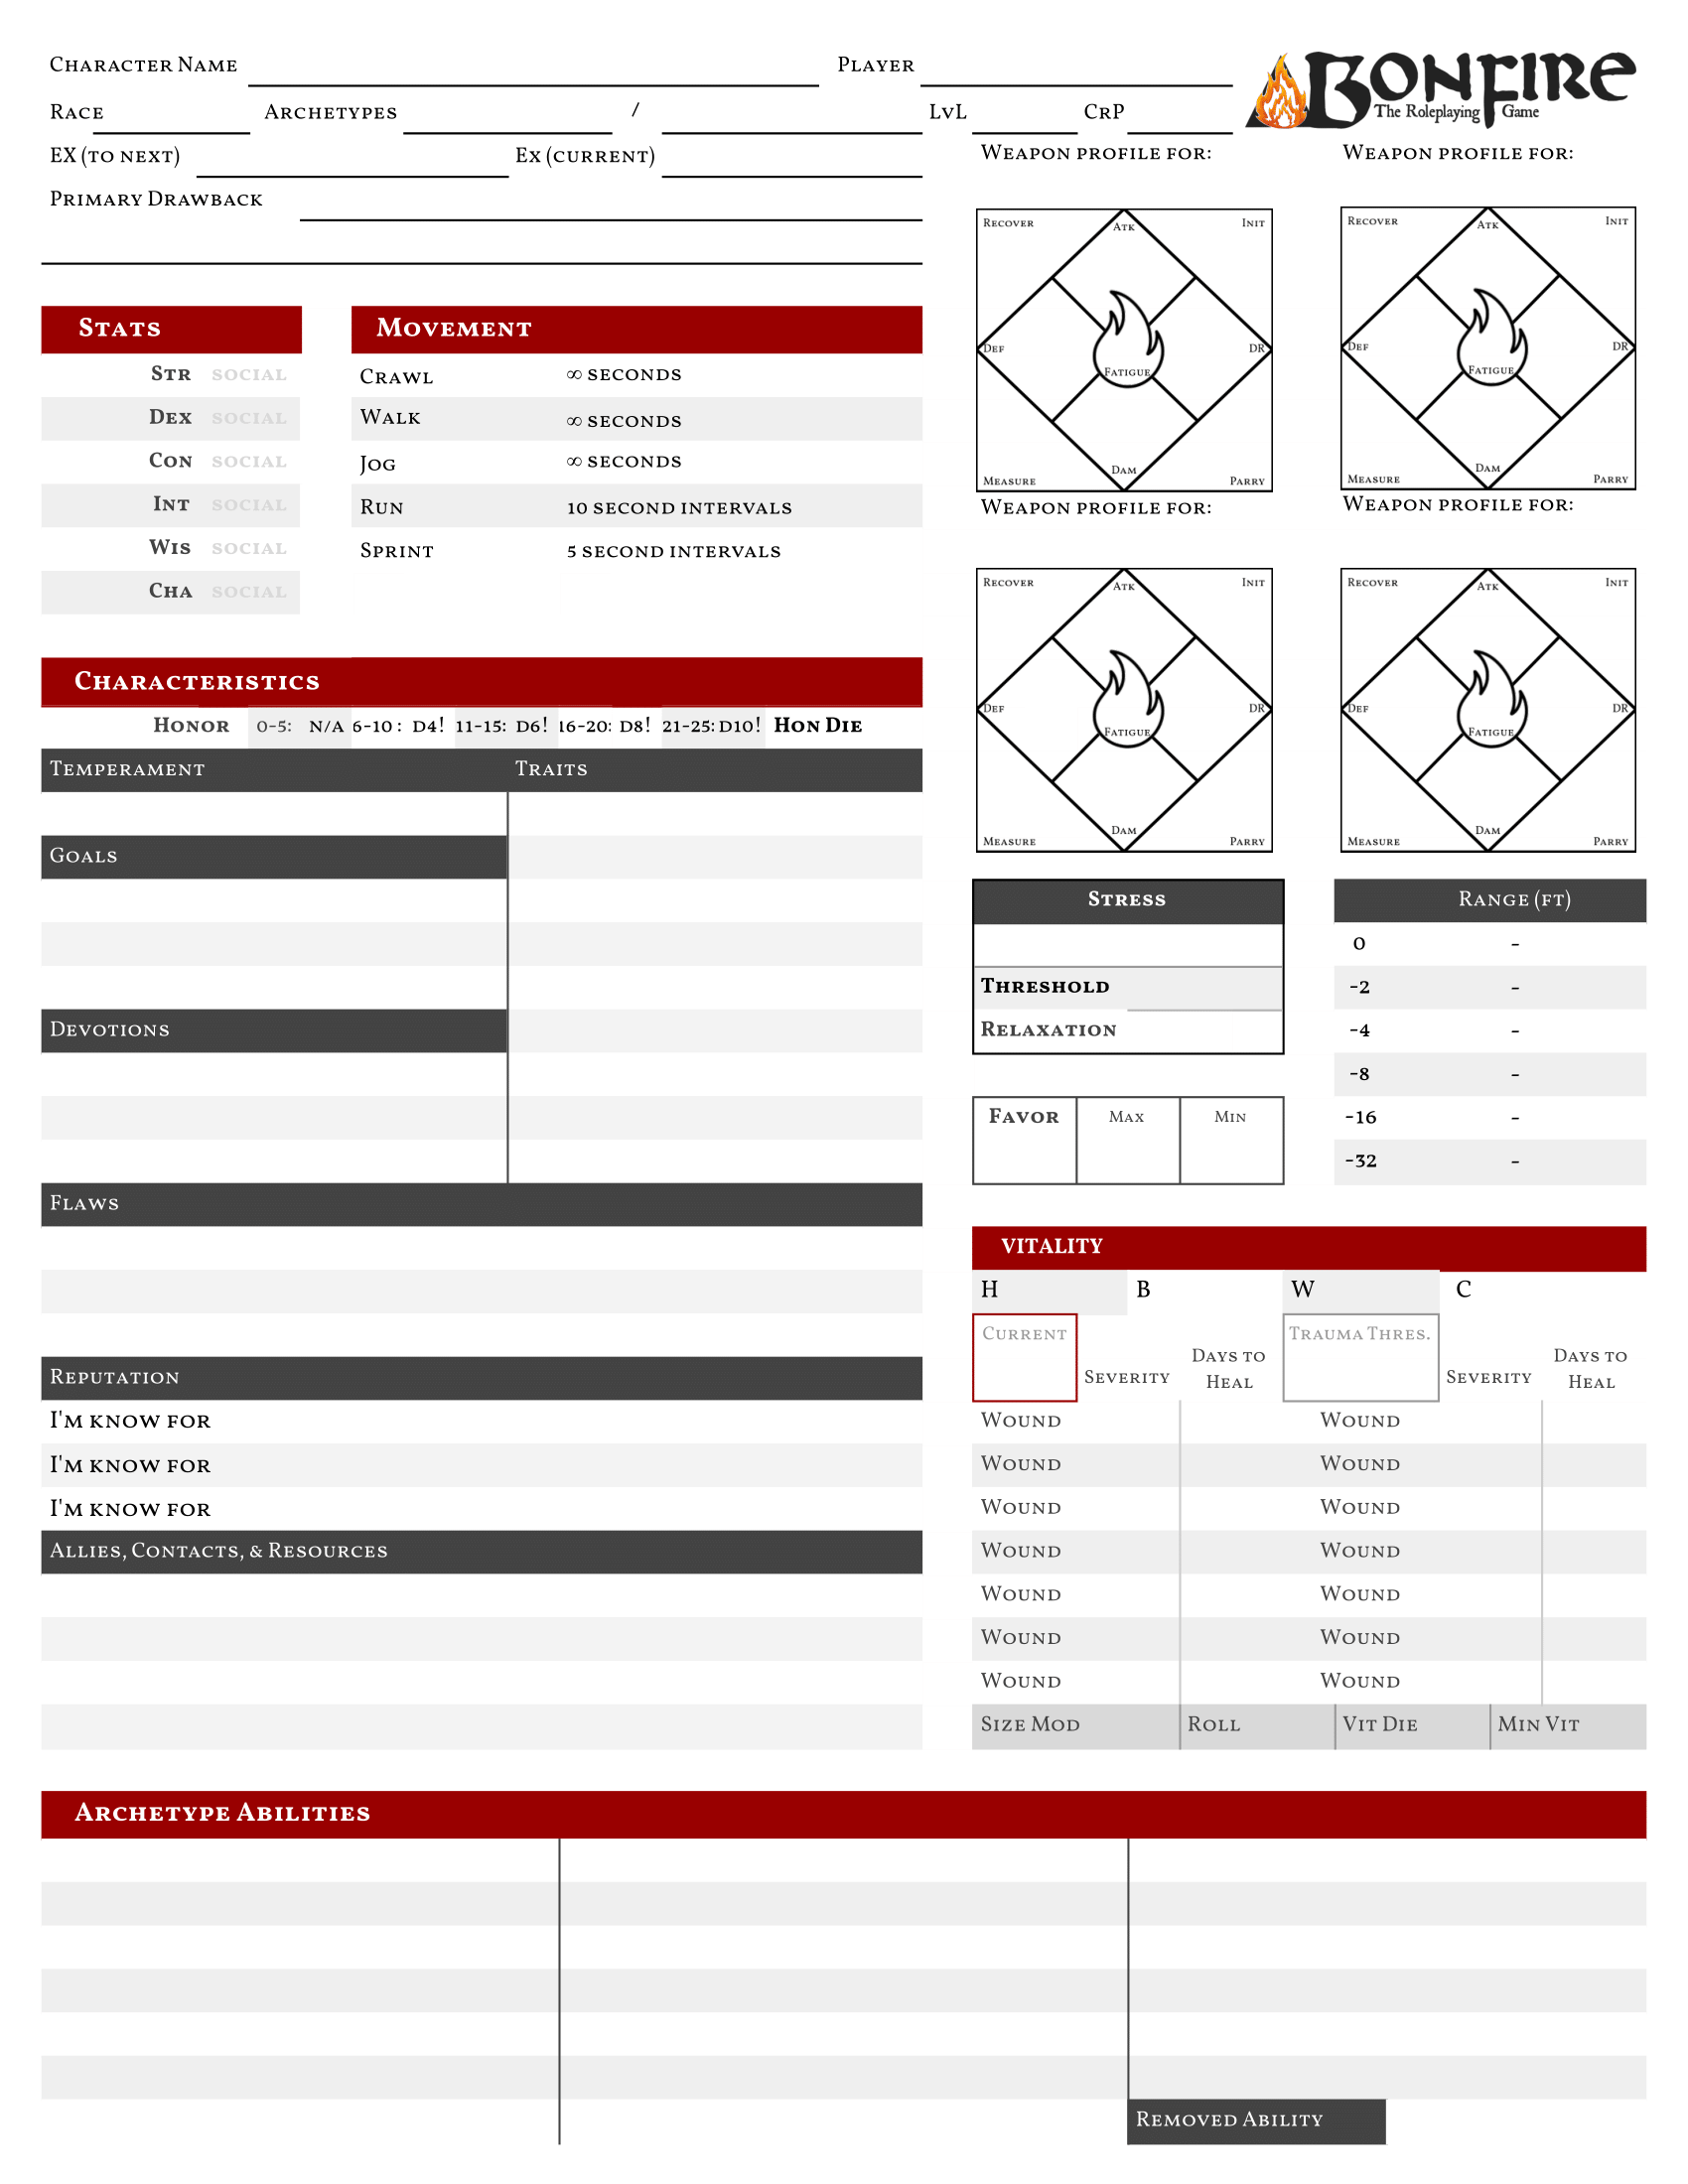 Character Name Player
BONFIRE
The Roleplaying Game
Race Archetypes / LvL CrP
EX (to next) Ex (current)
Primary Drawback
Weapon profile for: Weapon profile for:
Recover Atk Init
Def Fatigue DR
Measure Dam Parry
Recover Atk Init
Def Fatigue DR
Measure Dam Parry
Stats
Str social
Dex social
Con social
Int social
Wis social
Cha social
Movement
Crawl ∞ seconds
Walk ∞ seconds
Jog ∞ seconds
Run 10 second intervals
Sprint 5 second intervals
Weapon profile for: Weapon profile for:
Recover Atk Init
Def Fatigue DR
Measure Dam Parry
Recover Atk Init
Def Fatigue DR
Measure Dam Parry
Characteristics
Honor 0-5: N/A 6-10: D4! 11-15: D6! 16-20: D8! 21-25: D10! Hon Die
Temperament Traits
Goals
Devotions
Flaws
Reputation
I'm know for
I'm know for
I'm know for
Allies, Contacts, & Resources
Stress
Threshold
Relaxation
Favor Max Min
Range (ft)
0 -
-2 -
-4 -
-8 -
-16 -
-32 -
VITALITY
H B W C
Current Severity Days to Heal Trauma Thres. Severity Days to Heal
Wound Wound
Wound Wound
Wound Wound
Wound Wound
Wound Wound
Wound Wound
Wound Wound
Size Mod Roll Vit Die Min Vit
Archetype Abilities
Removed Ability